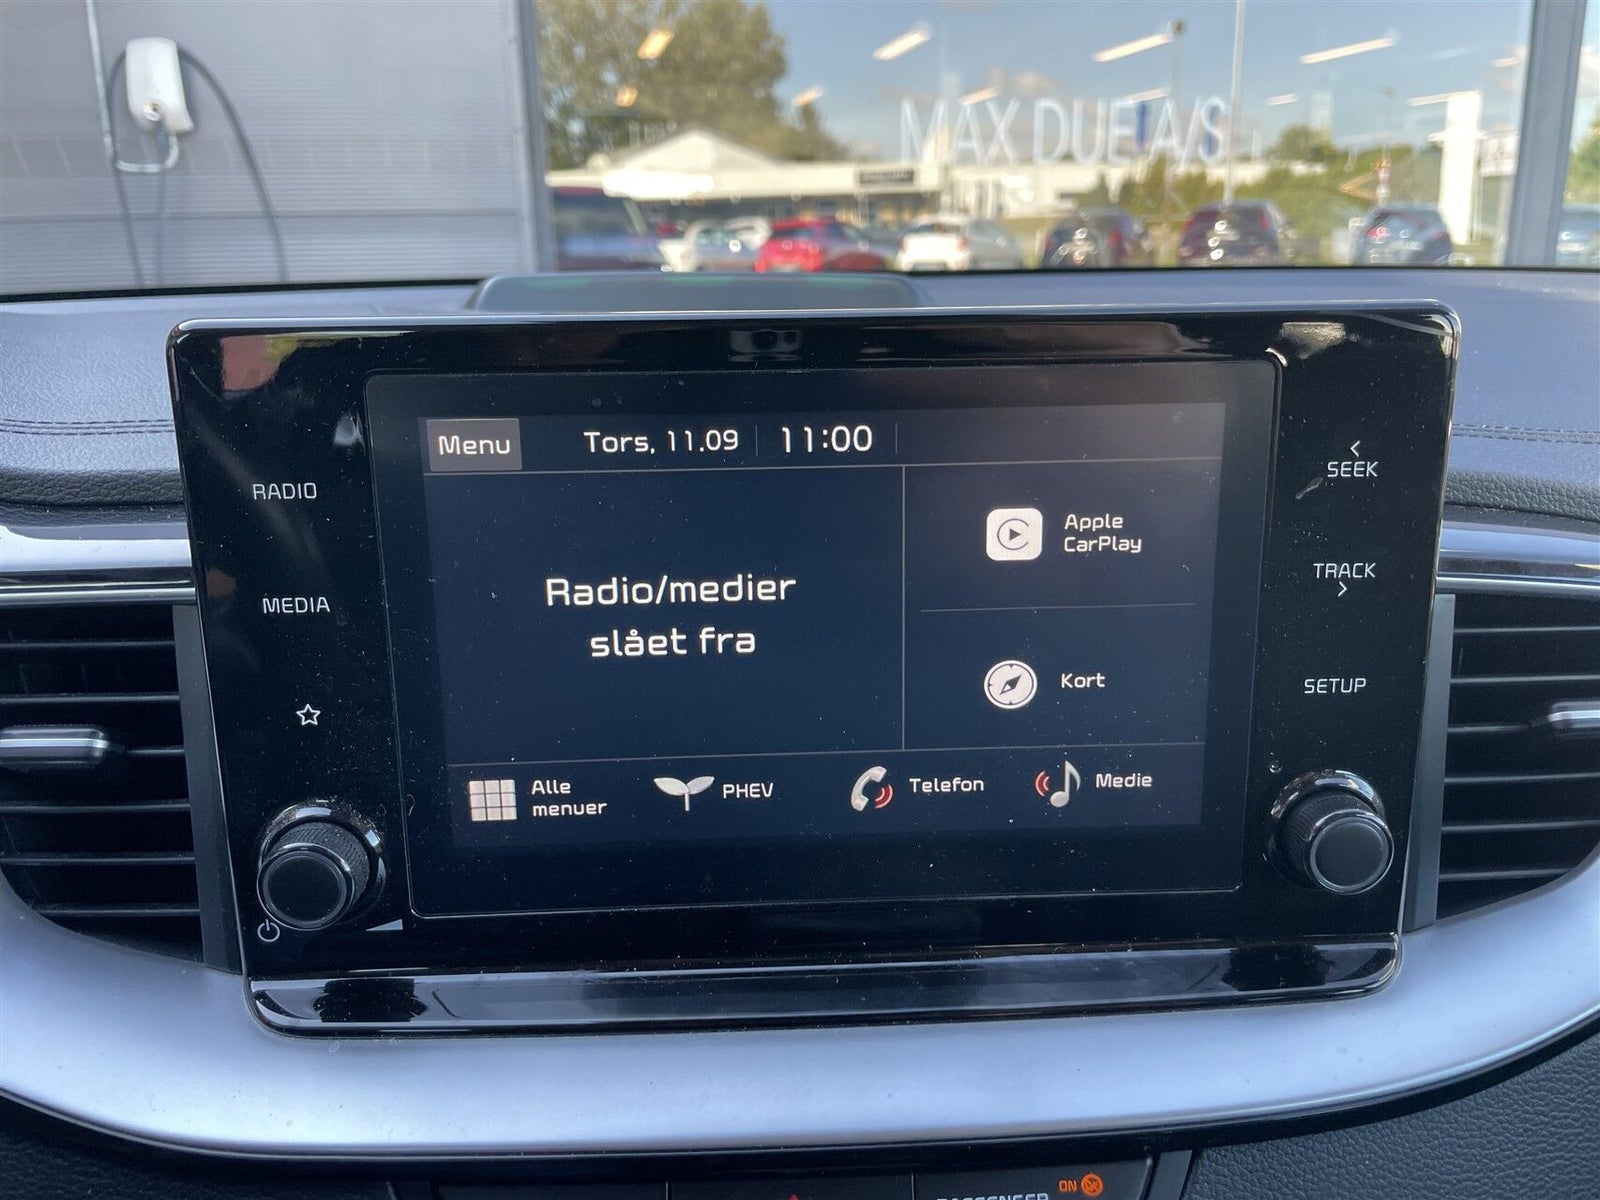 MAX DUE A/S
Menu
Tors, 11.09
11:00
RADIO
MEDIA
Radio/medier
slået fra
Apple
CarPlay
Kort
Alle
menuer
PHEV
Telefon
Medie
< SEEK
TRACK >
SETUP
PASSENGER
ON